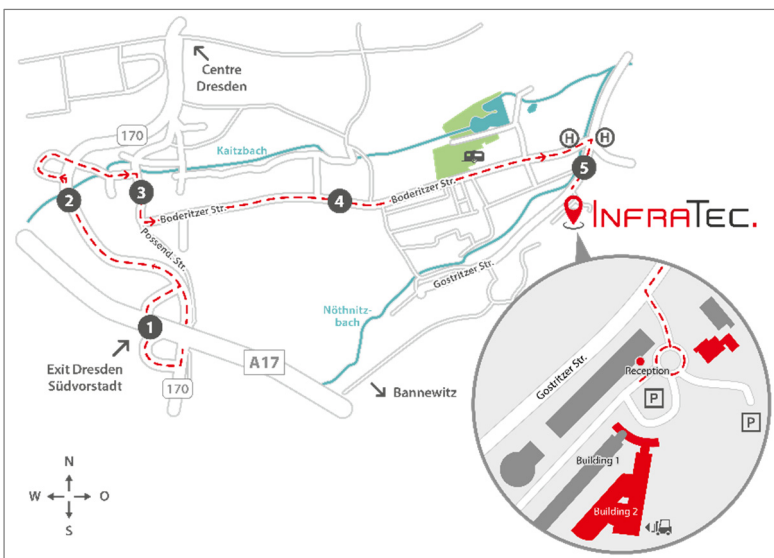 Centre
Dresden
170
Kaitzbach
H
H
5
3
2
4
Boderitzer Str.
Boderitzer Str.
INFRATEC.
Possend. Str.
Gostritzer Str.
Nöthnitz-
bach
1
A17
Exit Dresden
Südvorstadt
170
Bannewitz
Gostritzer Str.
Reception
P
P
Building 1
Building 2
N
W
O
S